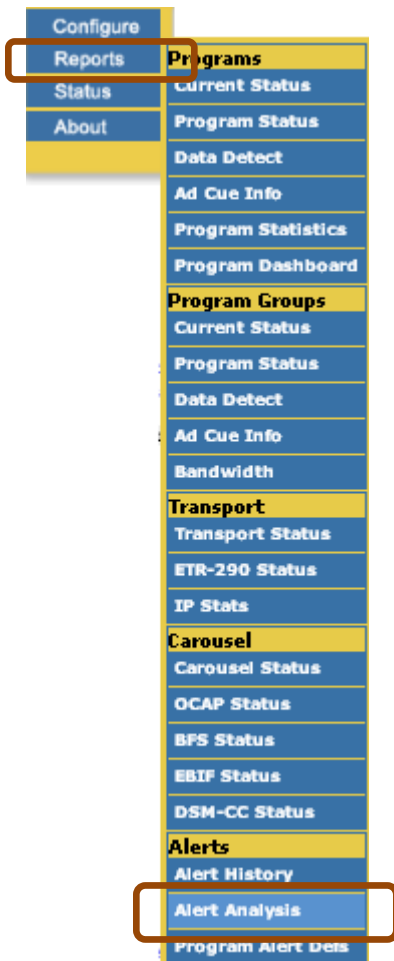 Configure
Reports
Status
About
Programs
Current Status
Program Status
Data Detect
Ad Cue Info
Program Statistics
Program Dashboard
Program Groups
Current Status
Program Status
Data Detect
Ad Cue Info
Bandwidth
Transport
Transport Status
ETR-290 Status
IP Stats
Carousel
Carousel Status
OCAP Status
BFS Status
EBIF Status
DSM-CC Status
Alerts
Alert History
Alert Analysis
Program Alert Defs